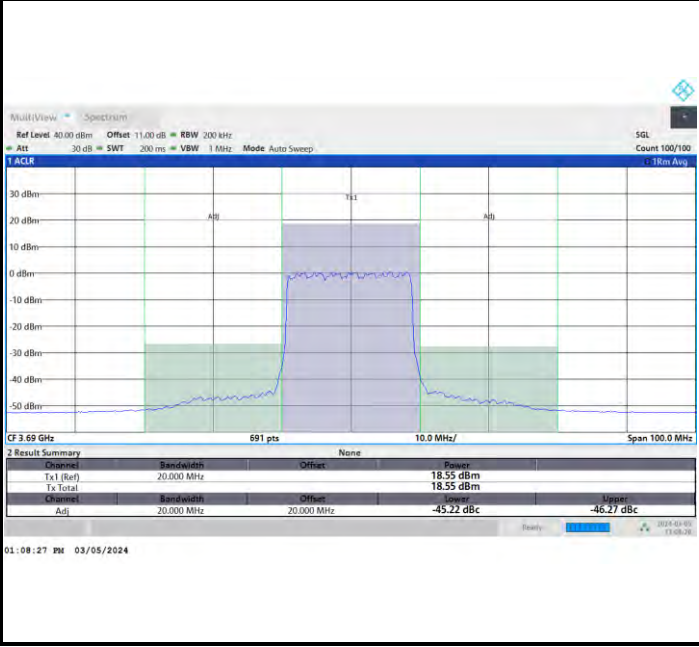 MultiView Spectrum
Ref Level 40.00 dBm Offset 11.00 dB RBW 200 kHz SGL
Att 30 dB SWT 200 ms VBW 1 MHz Mode Auto Sweep Count 100/100
1 ACLR 1Rm Avg
Tx1
Adj Adj
30 dBm
20 dBm
10 dBm
0 dBm
-10 dBm
-20 dBm
-30 dBm
-40 dBm
-50 dBm
CF 3.69 GHz 691 pts 10.0 MHz/ Span 100.0 MHz
2 Result Summary None
Channel Bandwidth Offset Power
Tx1 (Ref) 20.000 MHz 18.55 dBm
Tx Total 18.55 dBm
Channel Bandwidth Offset Lower Upper
Adj 20.000 MHz 20.000 MHz -45.22 dBc -46.27 dBc
Ready
01:08:27 PM 03/05/2024